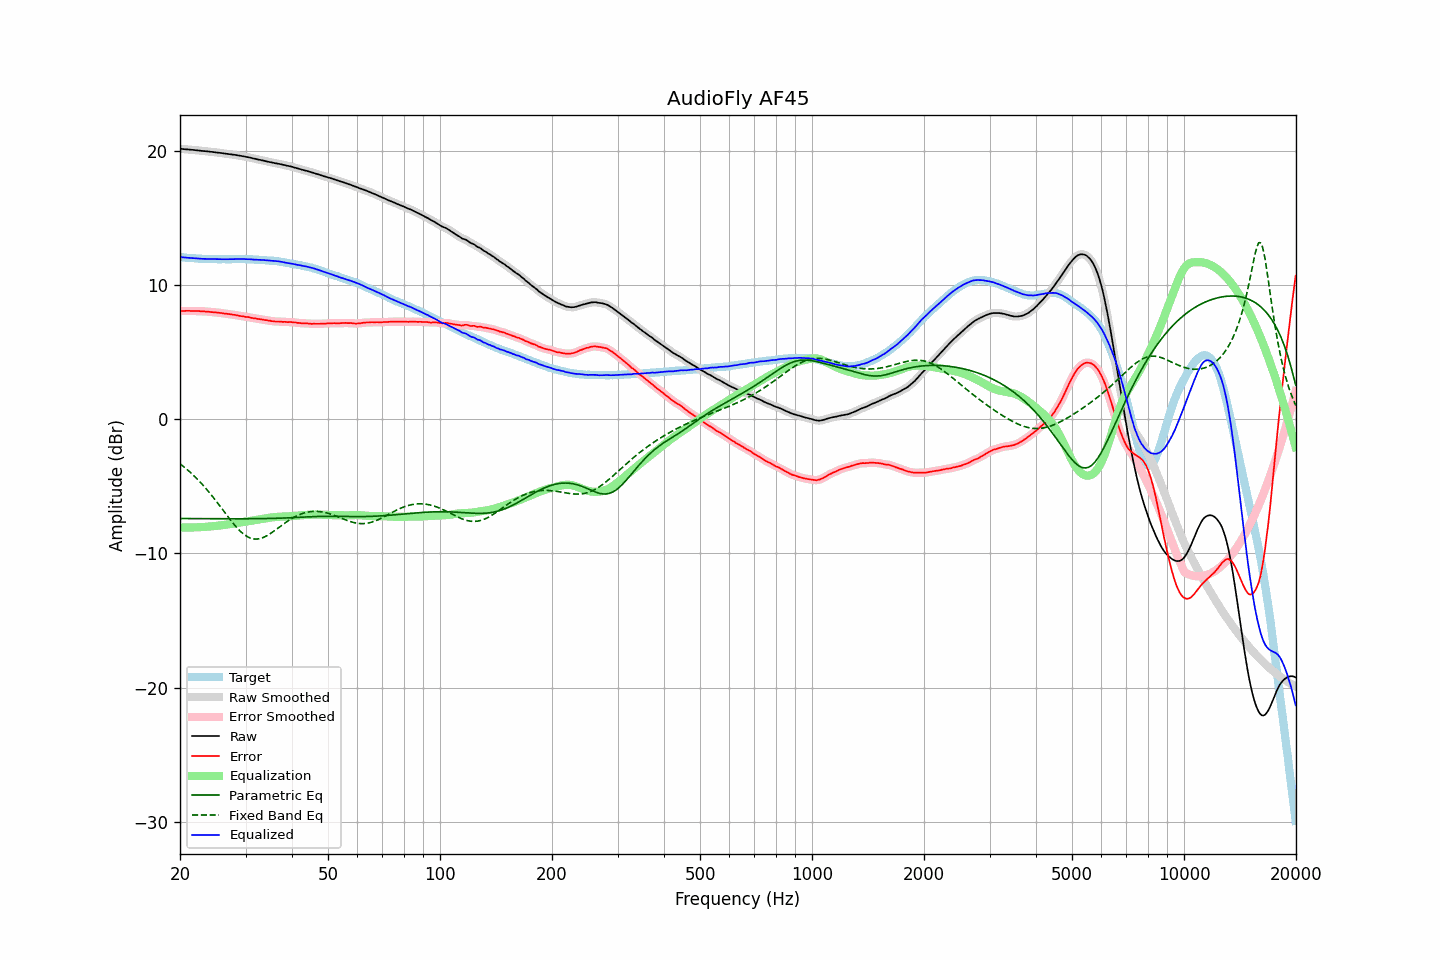 AudioFly AF45
20
10
0
−10
−20
−30
Amplitude (dBr)
Target
Raw Smoothed
Error Smoothed
Raw
Error
Equalization
Parametric Eq
Fixed Band Eq
Equalized
20 50 100 200 500 1000 2000 5000 10000 20000
Frequency (Hz)